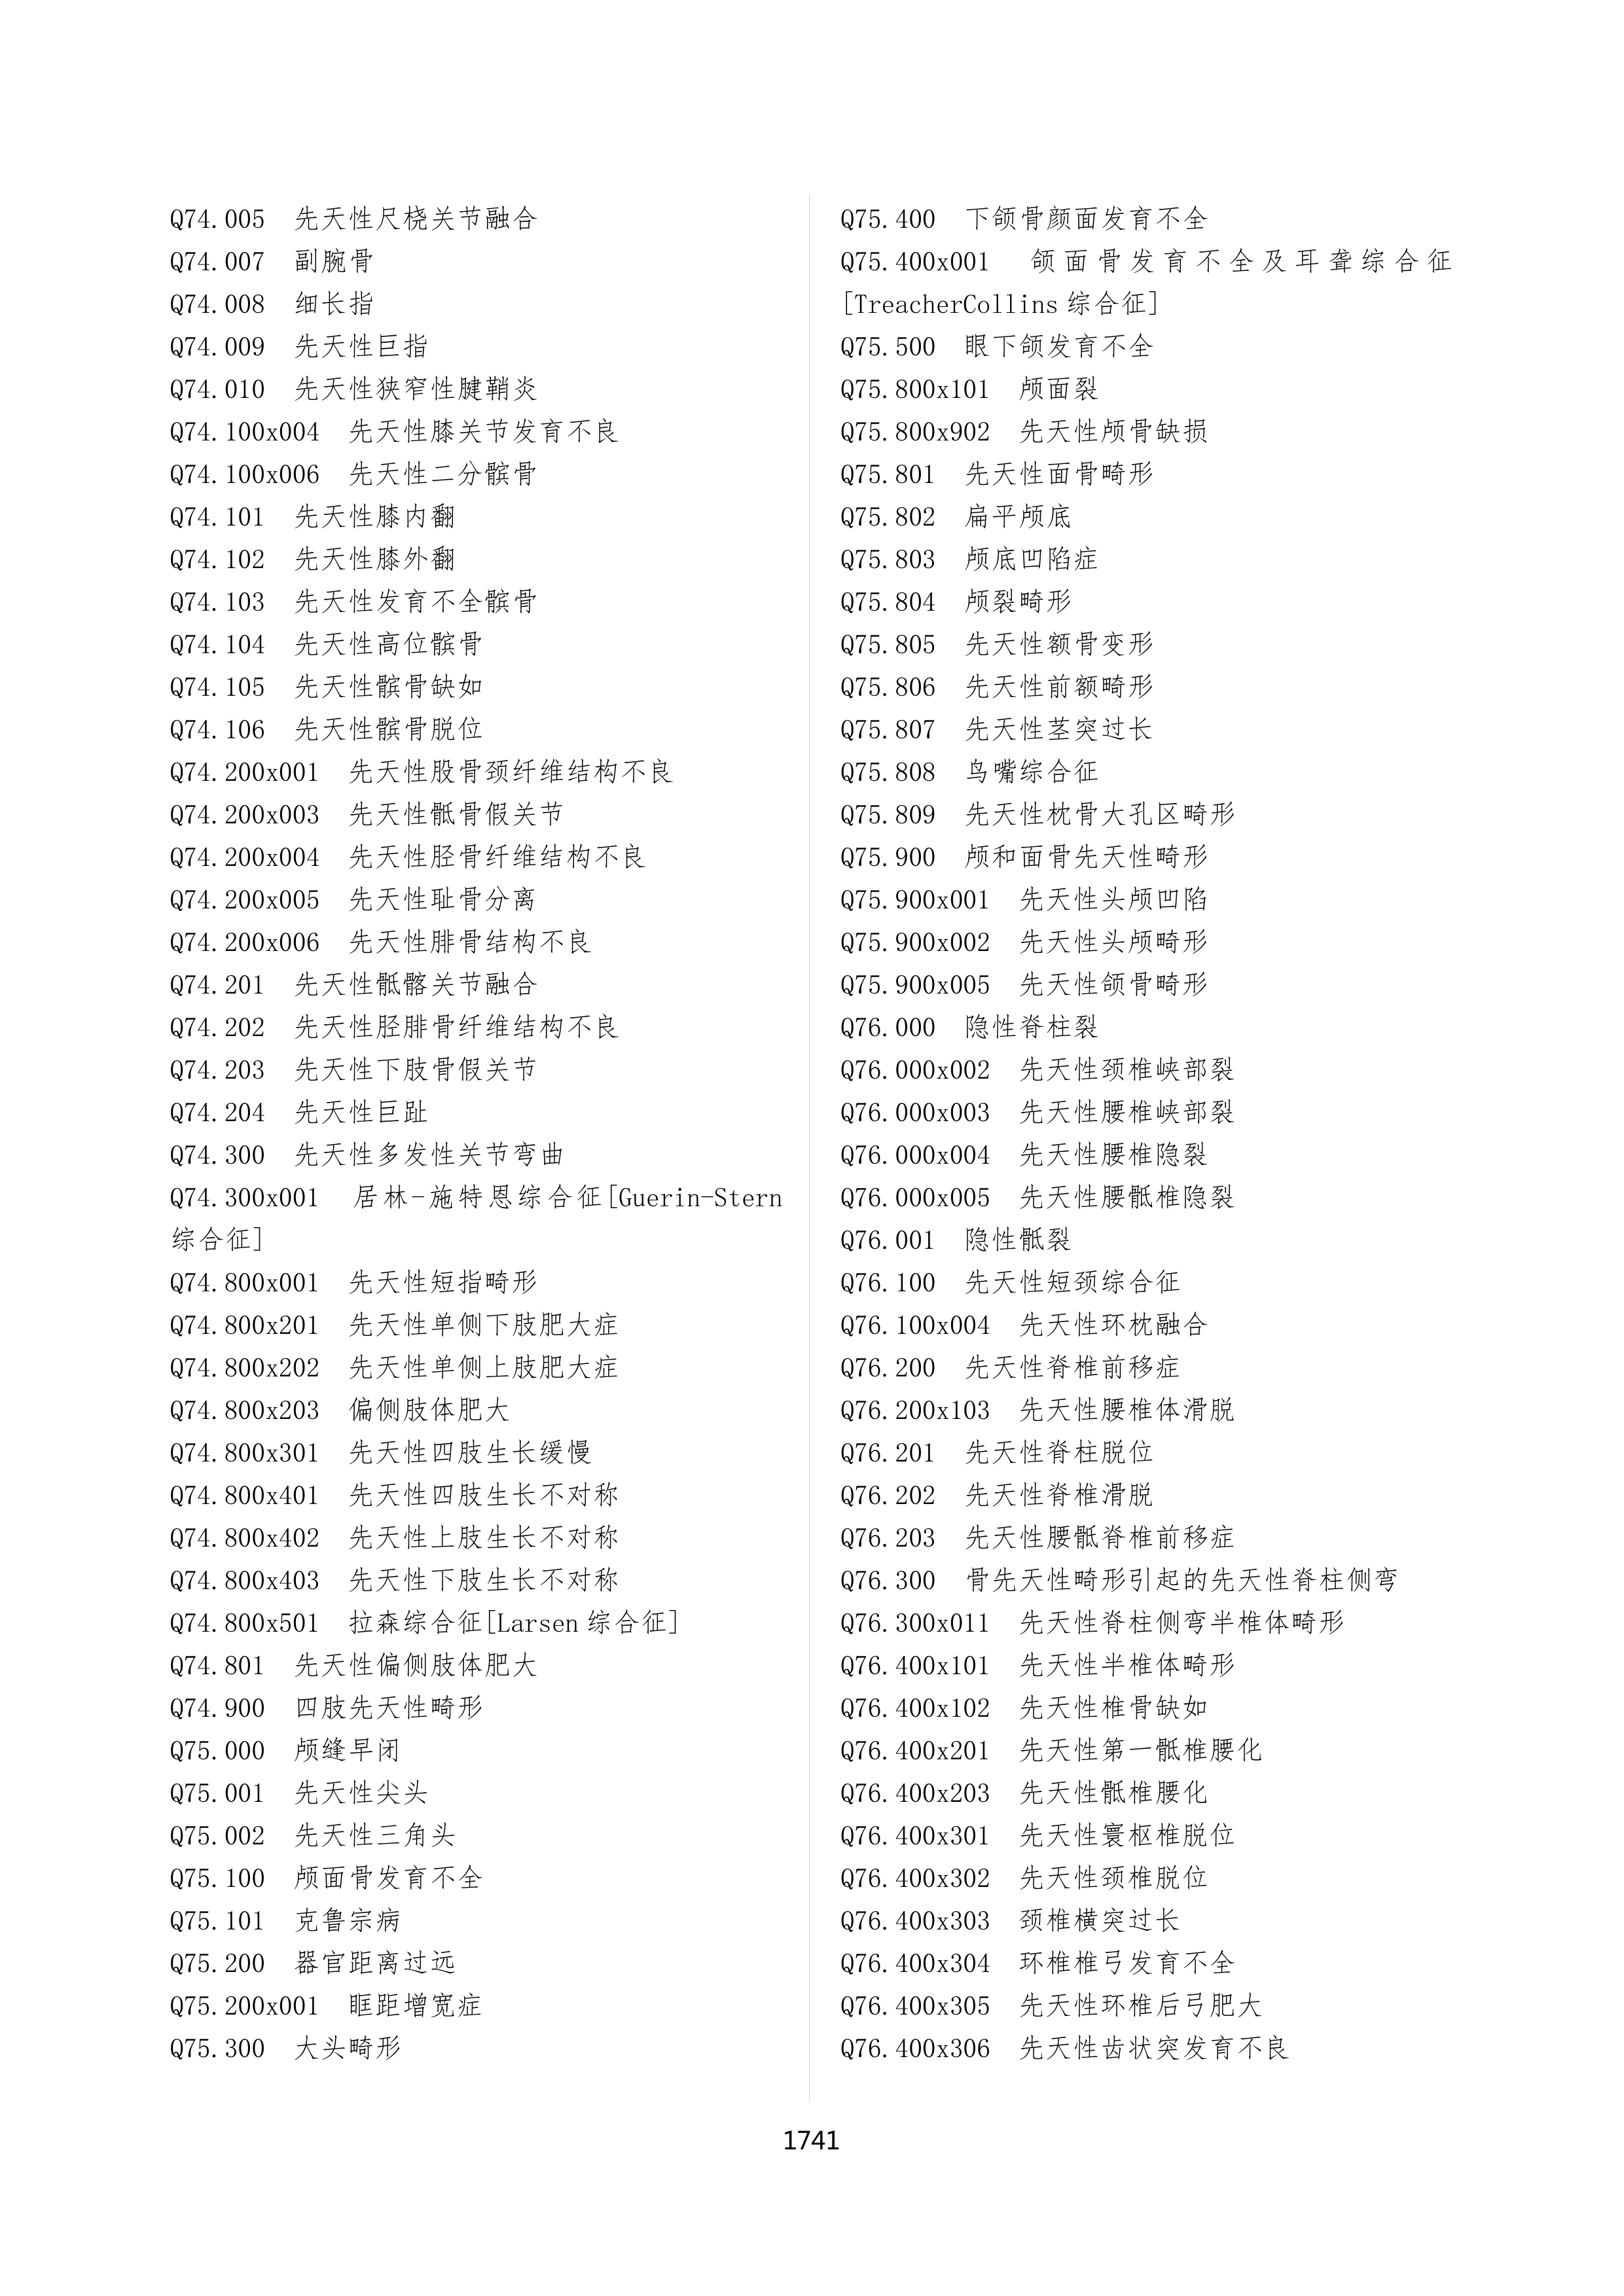 Q74.005 先天性尺桡关节融合
Q74.007 副腕骨
Q74.008 细长指
Q74.009 先天性巨指
Q74.010 先天性狭窄性腱鞘炎
Q74.100x004 先天性膝关节发育不良
Q74.100x006 先天性二分髌骨
Q74.101 先天性膝内翻
Q74.102 先天性膝外翻
Q74.103 先天性发育不全髌骨
Q74.104 先天性高位髌骨
Q74.105 先天性髌骨缺如
Q74.106 先天性髌骨脱位
Q74.200x001 先天性股骨颈纤维结构不良
Q74.200x003 先天性骶骨假关节
Q74.200x004 先天性胫骨纤维结构不良
Q74.200x005 先天性耻骨分离
Q74.200x006 先天性腓骨结构不良
Q74.201 先天性骶髂关节融合
Q74.202 先天性胫腓骨纤维结构不良
Q74.203 先天性下肢骨假关节
Q74.204 先天性巨趾
Q74.300 先天性多发性关节弯曲
Q74.300x001 居林-施特恩综合征[Guerin-Stern
综合征]
Q74.800x001 先天性短指畸形
Q74.800x201 先天性单侧下肢肥大症
Q74.800x202 先天性单侧上肢肥大症
Q74.800x203 偏侧肢体肥大
Q74.800x301 先天性四肢生长缓慢
Q74.800x401 先天性四肢生长不对称
Q74.800x402 先天性上肢生长不对称
Q74.800x403 先天性下肢生长不对称
Q74.800x501 拉森综合征[Larsen 综合征]
Q74.801 先天性偏侧肢体肥大
Q74.900 四肢先天性畸形
Q75.000 颅缝早闭
Q75.001 先天性尖头
Q75.002 先天性三角头
Q75.100 颅面骨发育不全
Q75.101 克鲁宗病
Q75.200 器官距离过远
Q75.200x001 眶距增宽症
Q75.300 大头畸形
Q75.400 下颌骨颜面发育不全
Q75.400x001 颌面骨发育不全及耳聋综合征
[TreacherCollins 综合征]
Q75.500 眼下颌发育不全
Q75.800x101 颅面裂
Q75.800x902 先天性颅骨缺损
Q75.801 先天性面骨畸形
Q75.802 扁平颅底
Q75.803 颅底凹陷症
Q75.804 颅裂畸形
Q75.805 先天性额骨变形
Q75.806 先天性前额畸形
Q75.807 先天性茎突过长
Q75.808 鸟嘴综合征
Q75.809 先天性枕骨大孔区畸形
Q75.900 颅和面骨先天性畸形
Q75.900x001 先天性头颅凹陷
Q75.900x002 先天性头颅畸形
Q75.900x005 先天性颌骨畸形
Q76.000 隐性脊柱裂
Q76.000x002 先天性颈椎峡部裂
Q76.000x003 先天性腰椎峡部裂
Q76.000x004 先天性腰椎隐裂
Q76.000x005 先天性腰骶椎隐裂
Q76.001 隐性骶裂
Q76.100 先天性短颈综合征
Q76.100x004 先天性环枕融合
Q76.200 先天性脊椎前移症
Q76.200x103 先天性腰椎体滑脱
Q76.201 先天性脊柱脱位
Q76.202 先天性脊椎滑脱
Q76.203 先天性腰骶脊椎前移症
Q76.300 骨先天性畸形引起的先天性脊柱侧弯
Q76.300x011 先天性脊柱侧弯半椎体畸形
Q76.400x101 先天性半椎体畸形
Q76.400x102 先天性椎骨缺如
Q76.400x201 先天性第一骶椎腰化
Q76.400x203 先天性骶椎腰化
Q76.400x301 先天性寰枢椎脱位
Q76.400x302 先天性颈椎脱位
Q76.400x303 颈椎横突过长
Q76.400x304 环椎椎弓发育不全
Q76.400x305 先天性环椎后弓肥大
Q76.400x306 先天性齿状突发育不良
1741